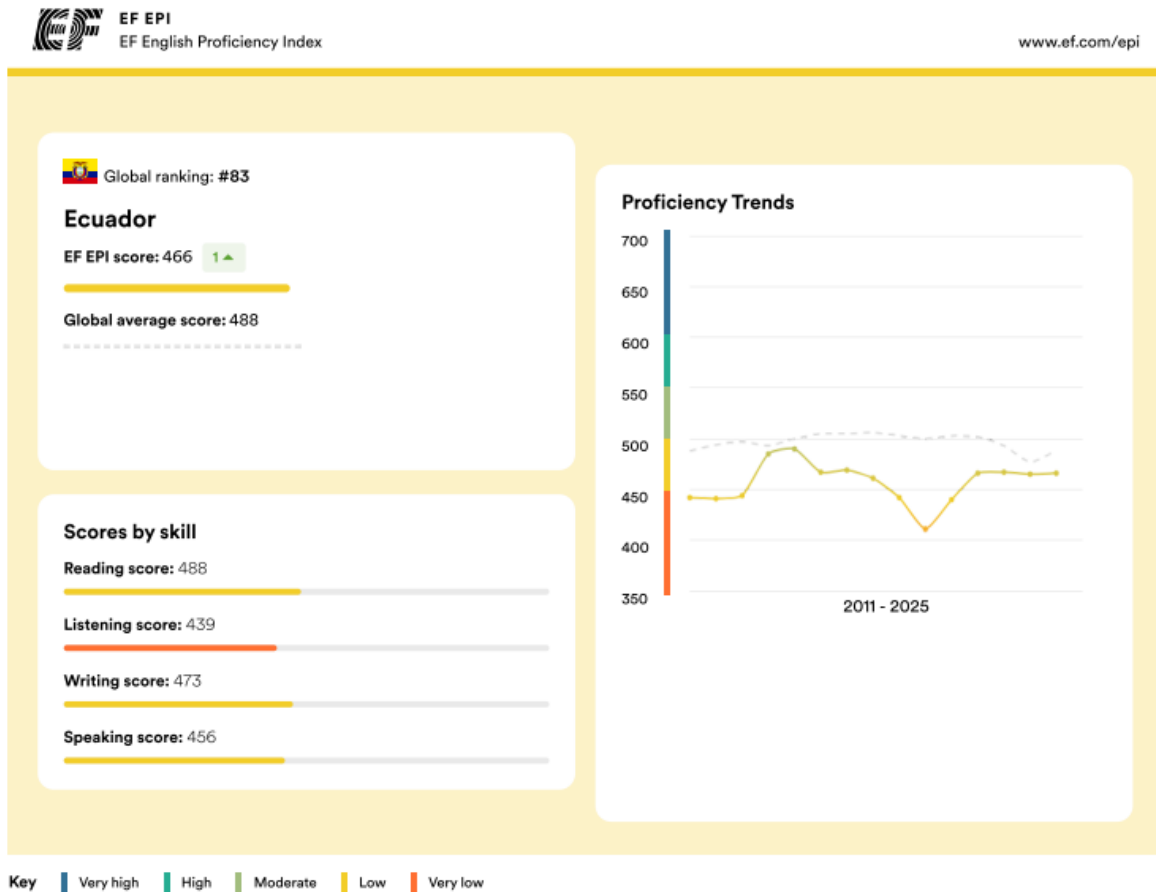 EF
EF EPI
EF English Proficiency Index
www.ef.com/epi
Global ranking: #83
Ecuador
EF EPI score: 466 1▲
Global average score: 488
Scores by skill
Reading score: 488
Listening score: 439
Writing score: 473
Speaking score: 456
Proficiency Trends
700
650
600
550
500
450
400
350
2011 - 2025
Key Very high High Moderate Low Very low